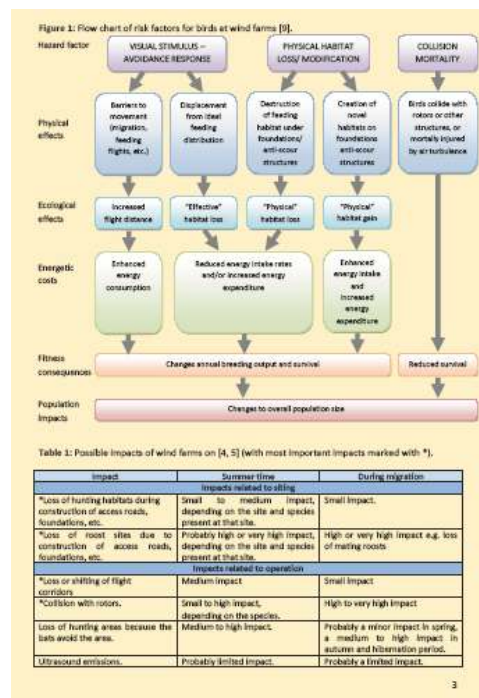 Figure 1: Flow chart of risk factors for birds at wind farms [9].
Hazard factor
VISUAL STIMULUS –
AVOIDANCE RESPONSE
PHYSICAL HABITAT
LOSS/ MODIFICATION
COLLISION
MORTALITY
Physical
effects
Barriers to
movement
(migration,
feeding
flights, etc.)
Displacement
from ideal
feeding
distribution
Destruction
of feeding
habitat under
foundations/
anti-scour
structures
Creation of
novel
habitats on
foundations
anti-scour
structures
Birds collide with
rotors or other
structures, or
mortally injured
by air turbulence
Ecological
effects
Increased
flight distance
"Effective"
habitat loss
"Physical"
habitat loss
"Physical"
habitat gain
Energetic
costs
Enhanced
energy
consumption
Reduced energy intake rates
and/or increased energy
expenditure
Enhanced
energy intake
and
increased
energy
expenditure
Fitness
consequences
Changes annual breeding output and survival
Reduced survival
Population
impacts
Changes to overall population size
Table 1: Possible impacts of wind farms on [4, 5] (with most important impacts marked with *).
Impact Summer time During migration
Impacts related to siting
*Loss of hunting habitats during
construction of access roads,
foundations, etc.
Small to medium impact,
depending on the site and species
present at that site.
Small impact.
*Loss of roost sites due to
construction of access roads,
foundations, etc.
Probably high or very high impact,
depending on the site and species
present at that site.
High or very high impact e.g. loss
of mating roosts
Impacts related to operation
*Loss or shifting of flight
corridors
Medium impact
Small impact
*Collision with rotors.
Small to high impact,
depending on the species.
High to very high impact
Loss of hunting areas because the
bats avoid the area.
Medium to high impact.
Probably a minor impact in spring,
a medium to high impact in
autumn and hibernation period.
Ultrasound emissions.
Probably limited impact.
Probably a limited impact.
3